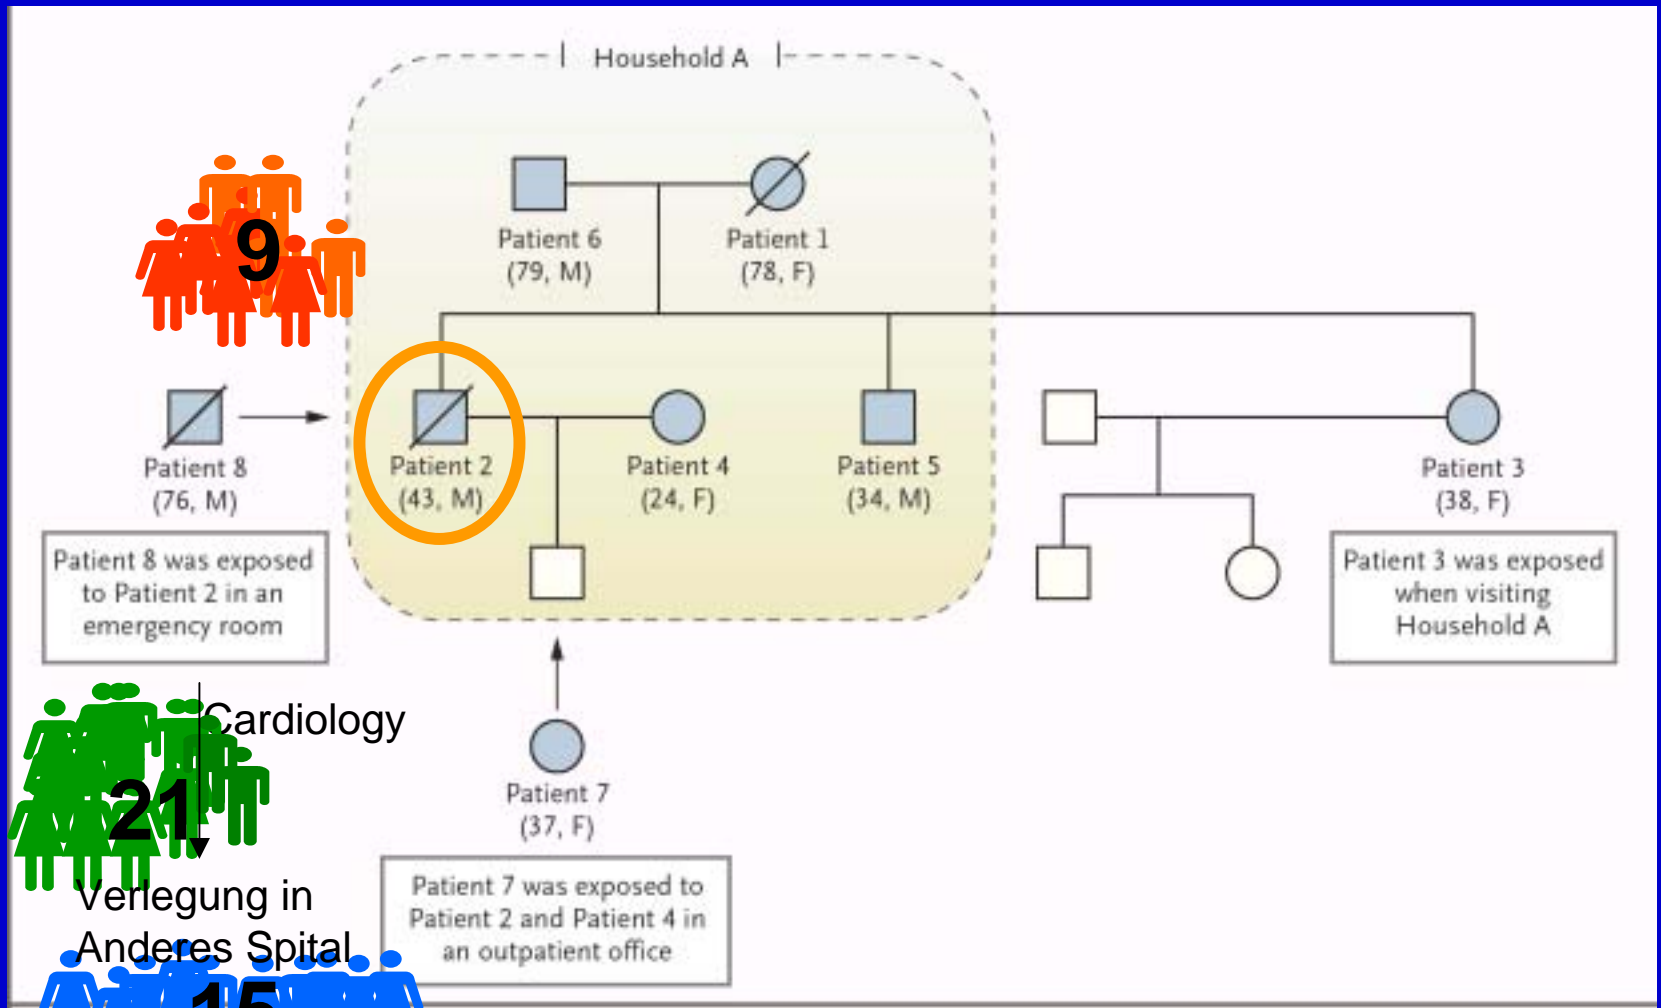 Household A
9
Patient 6
(79, M)
Patient 1
(78, F)
Patient 8
(76, M)
Patient 2
(43, M)
Patient 4
(24, F)
Patient 5
(34, M)
Patient 3
(38, F)
Patient 8 was exposed
to Patient 2 in an
emergency room
Patient 3 was exposed
when visiting
Household A
Cardiology
21
Patient 7
(37, F)
Verlegung in
Anderes Spital
Patient 7 was exposed to
Patient 2 and Patient 4 in
an outpatient office
15